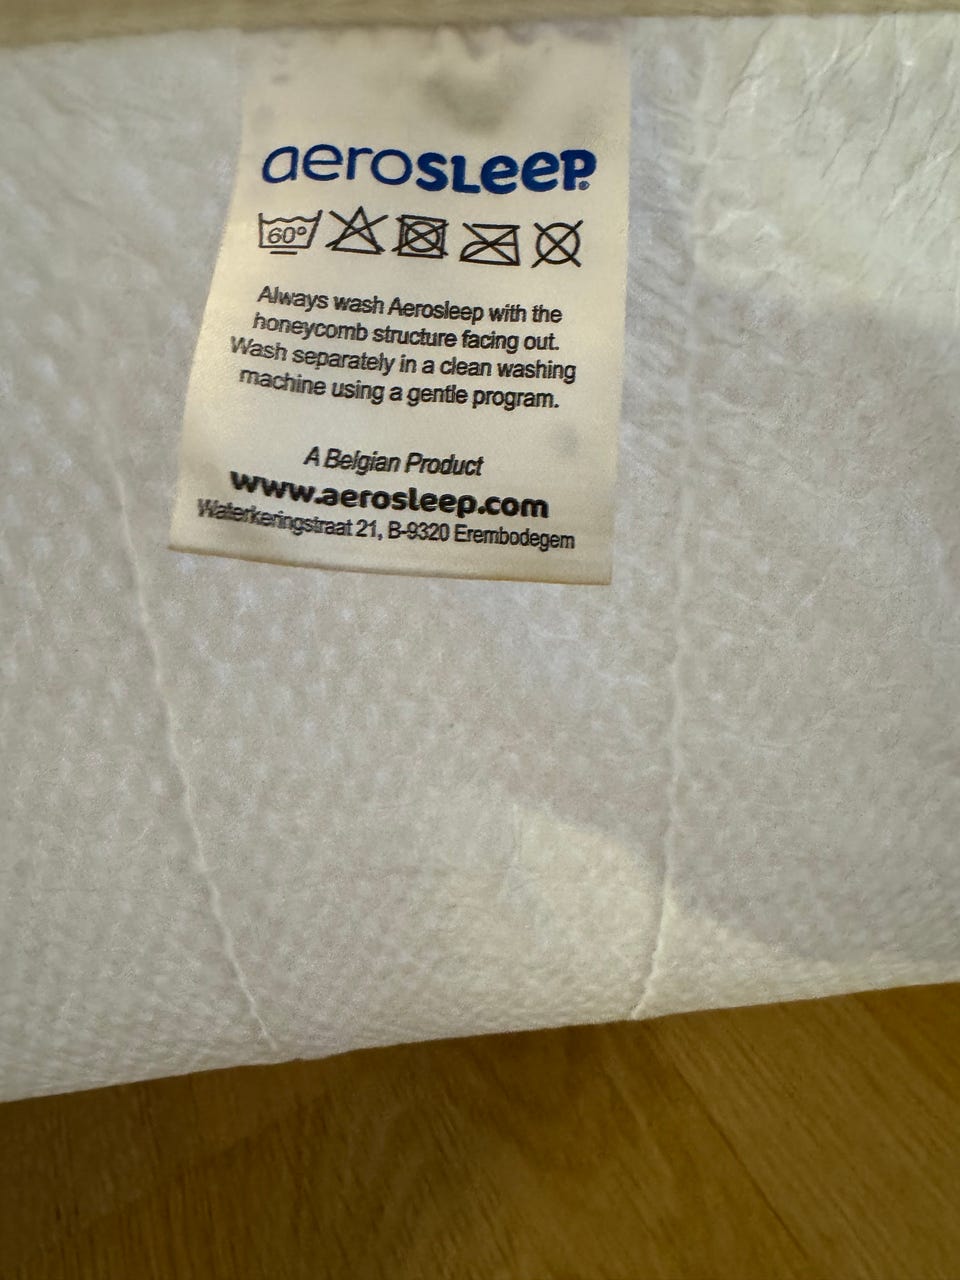 aerosleep®
60°
Always wash Aerosleep with the
honeycomb structure facing out.
Wash separately in a clean washing
machine using a gentle program.
A Belgian Product
www.aerosleep.com
Waterkeringstraat 21, B-9320 Erembodegem